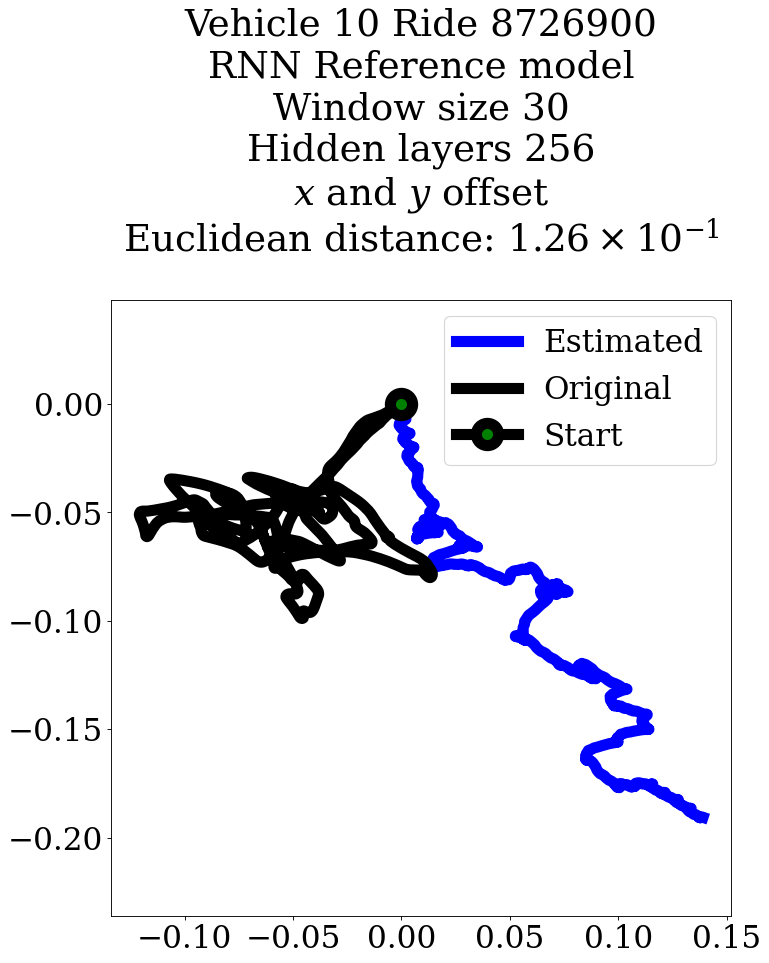 Vehicle 10 Ride 8726900
RNN Reference model
Window size 30
Hidden layers 256
x and y offset
Euclidean distance: 1.26 × 10⁻¹
Estimated
Original
Start
0.00
−0.05
−0.10
−0.15
−0.20
−0.10 −0.05 0.00 0.05 0.10 0.15